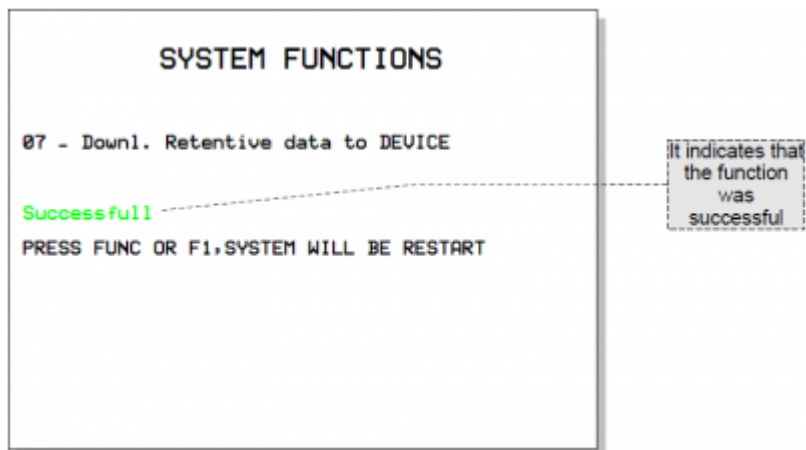 SYSTEM FUNCTIONS
07 - Downl. Retentive data to DEVICE
Successfull
PRESS FUNC OR F1,SYSTEM WILL BE RESTART
It indicates that
the function
was
successful